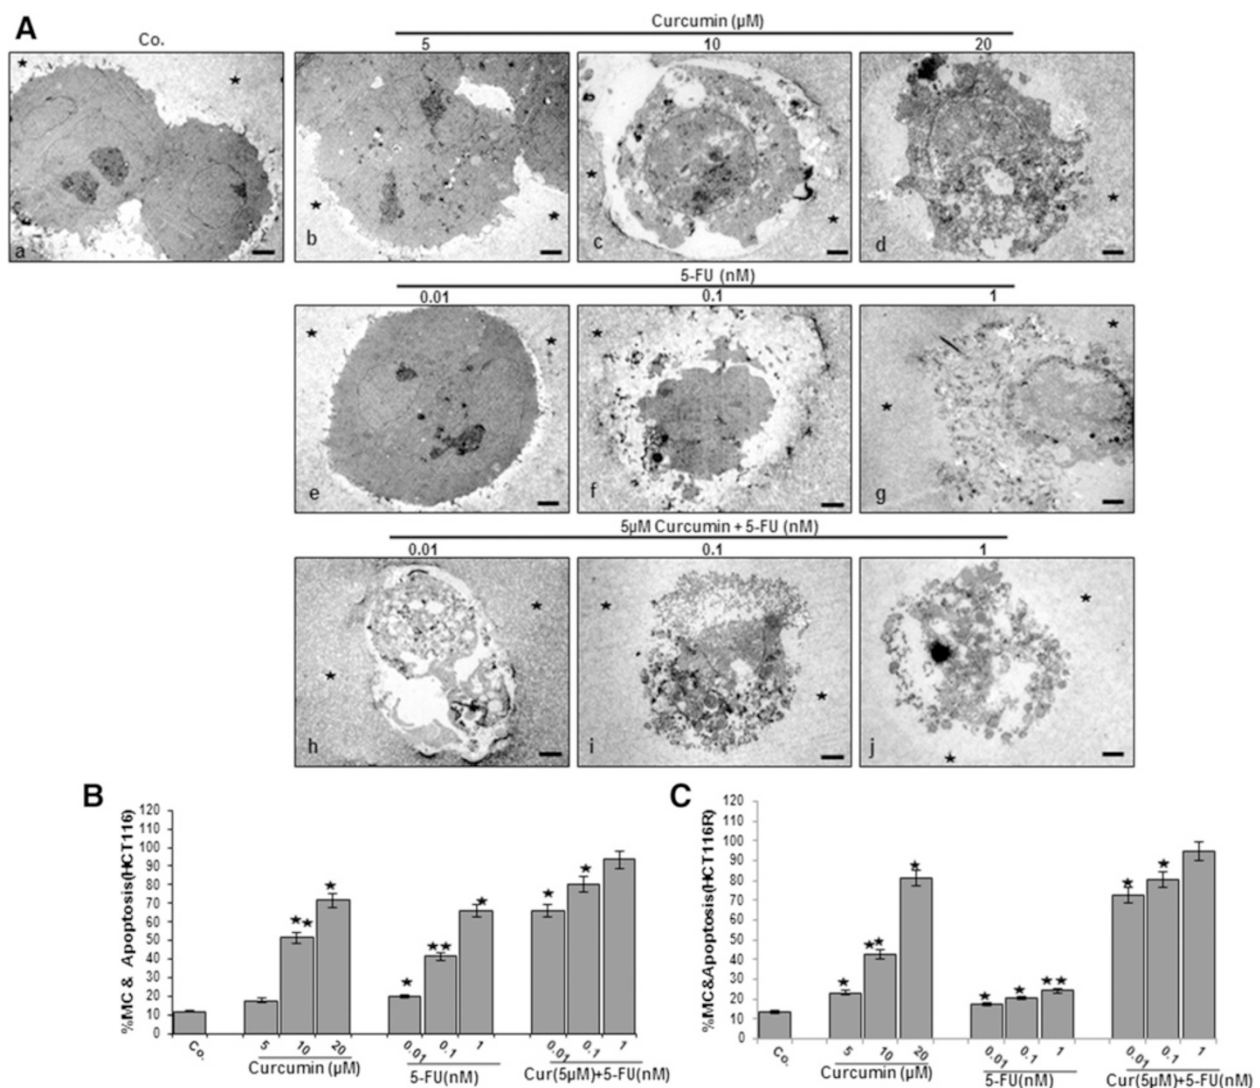 A
Curcumin (µM)
Co.
5
10
20
a
b
c
d
5-FU (nM)
0.01
0.1
1
e
f
g
5µM Curcumin + 5-FU (nM)
0.01
0.1
1
h
i
j
B
%MC & Apoptosis(HCT116)
120
110
100
90
80
70
60
50
40
30
20
10
0
Co.
5
10
20
Curcumin (µM)
0.01
0.1
1
5-FU(nM)
0.01
0.1
1
Cur(5µM)+5-FU(nM)
C
%MC&Apoptosis(HCT116R)
120
110
100
90
80
70
60
50
40
30
20
10
0
Co.
5
10
20
Curcumin (µM)
0.01
0.1
1
5-FU(nM)
0.01
0.1
1
Cur(5µM)+5-FU(nM)